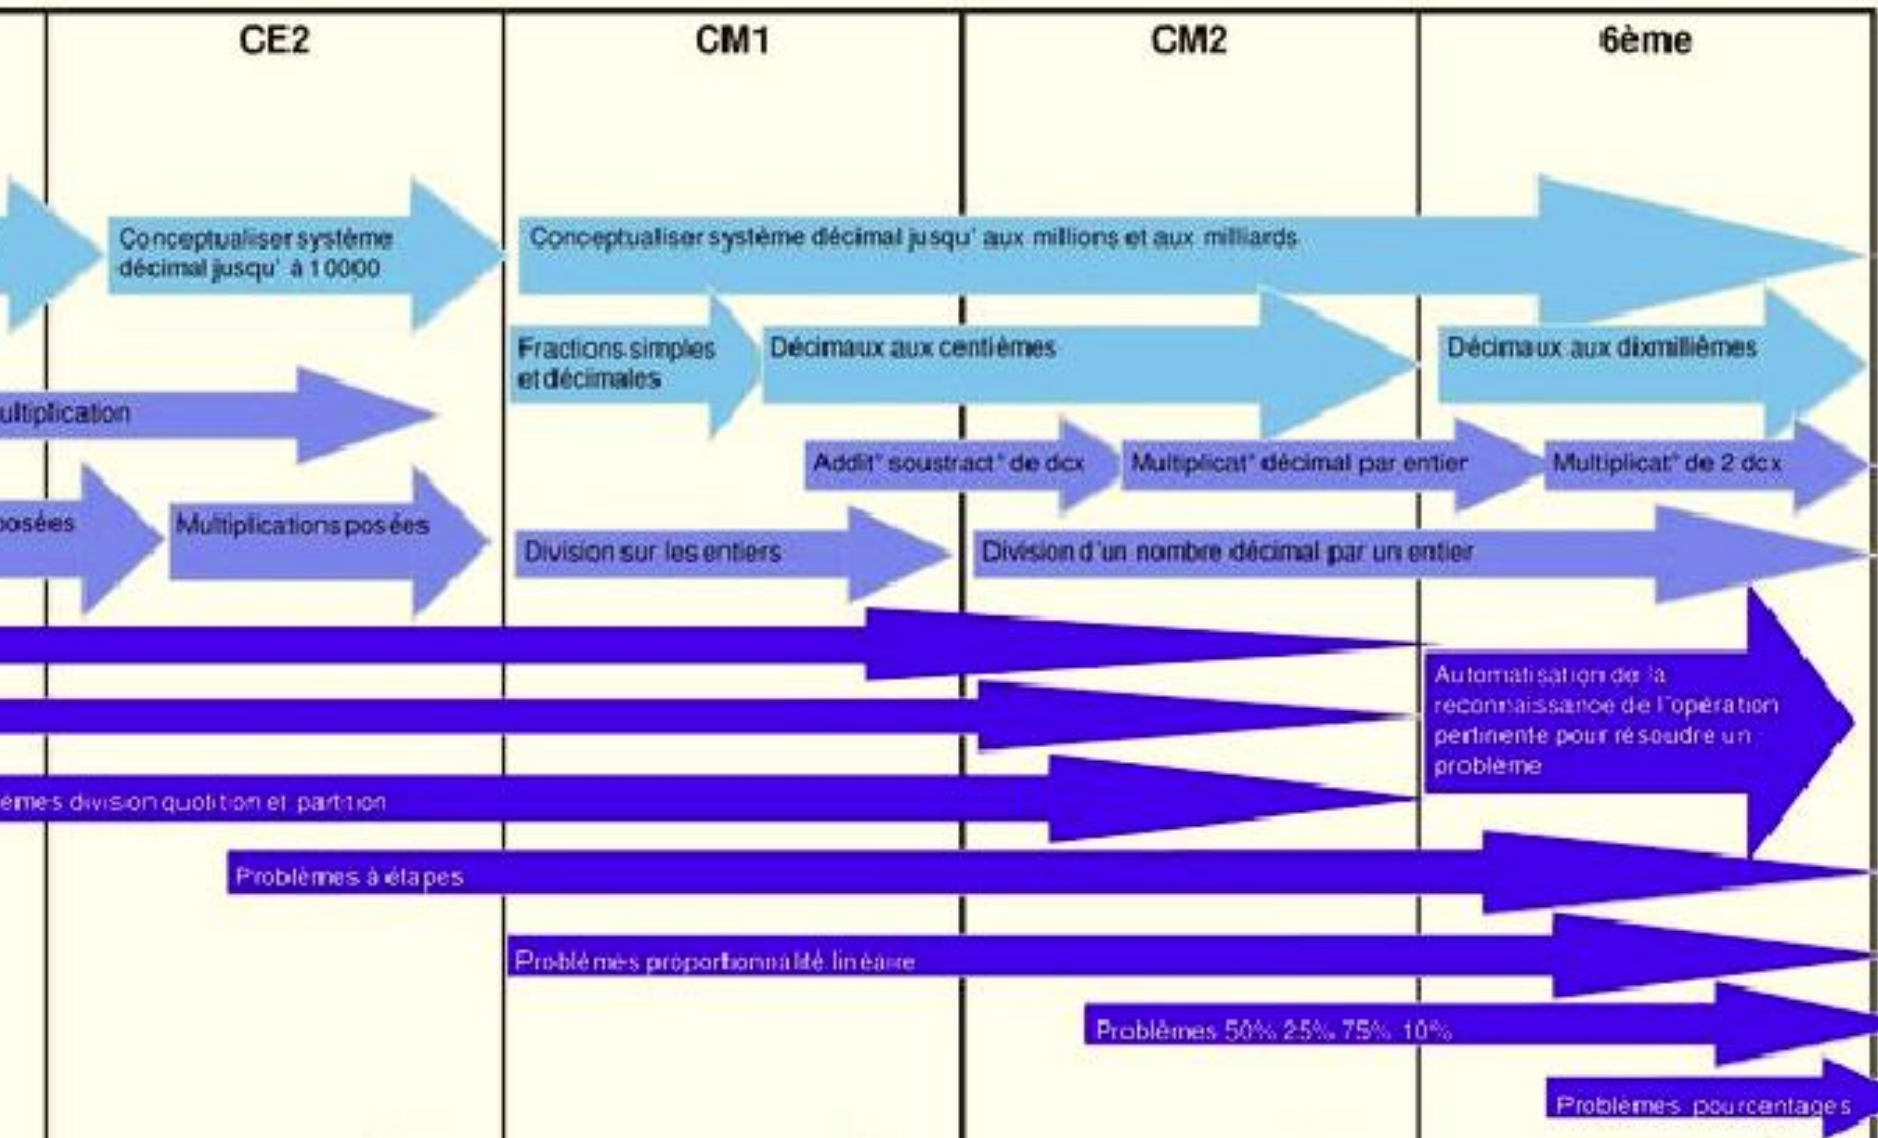 CE2
CM1
CM2
6ème
Conceptualiser système
décimal jusqu' à 10000
Conceptualiser système décimal jusqu' aux millions et aux milliards
Fractions simples
et décimales
Décimaux aux centièmes
Décimaux aux dixmillièmes
ultiplication
Addit° soustract° de dcx
Multiplicat° décimal par entier
Multiplicat° de 2 dcx
posées
Multiplications posées
Division sur les entiers
Division d'un nombre décimal par un entier
Automatisation de la
reconnaissance de l'opération
pertinente pour résoudre un
problème
èmes division quotition et partition
Problèmes à étapes
Problèmes proportionnalité linéaire
Problèmes 50% 25% 75% 10%
Problèmes pourcentages